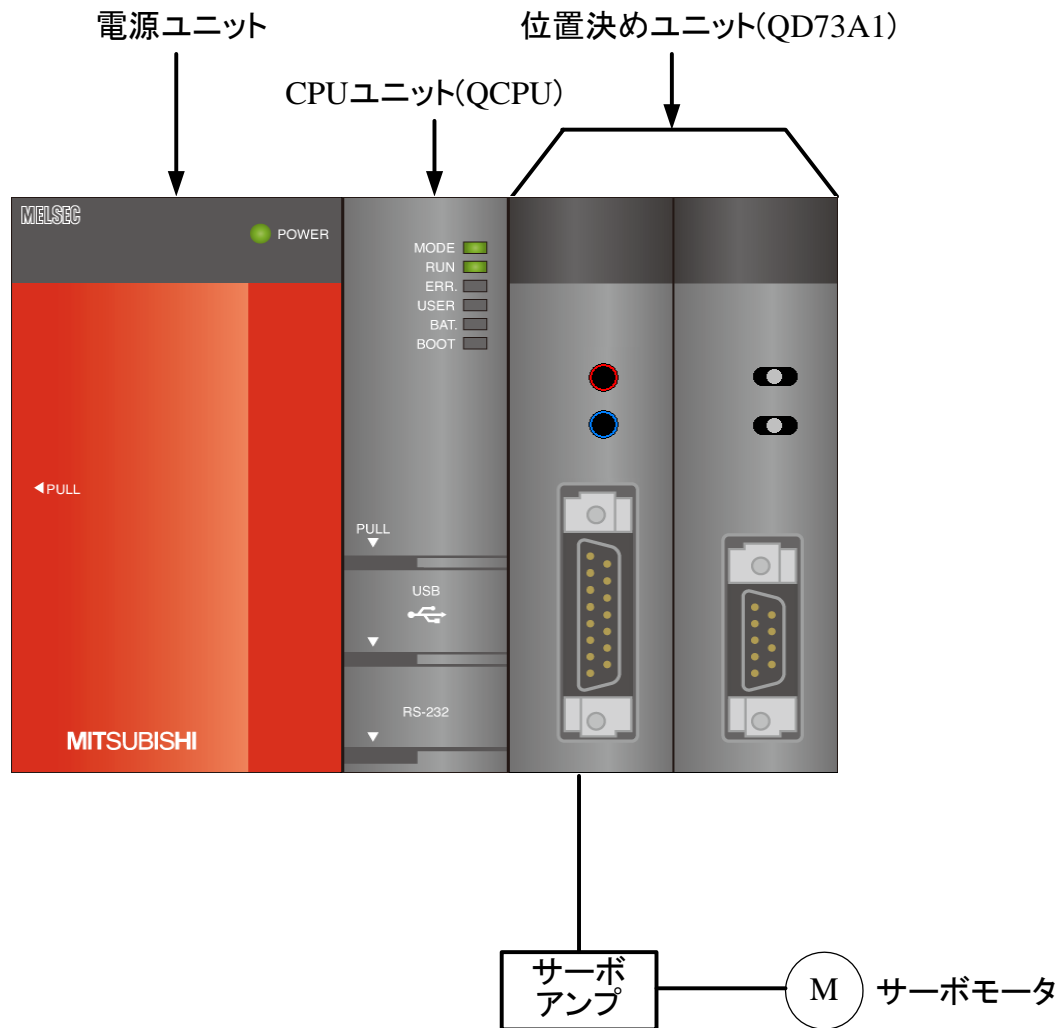 電源ユニット
位置決めユニット(QD73A1)
CPUユニット(QCPU)
MELSEC
POWER
MODE
RUN
ERR.
USER
BAT.
BOOT
PULL
PULL
USB
RS-232
MITSUBISHI
サーボ
アンプ
M
サーボモータ